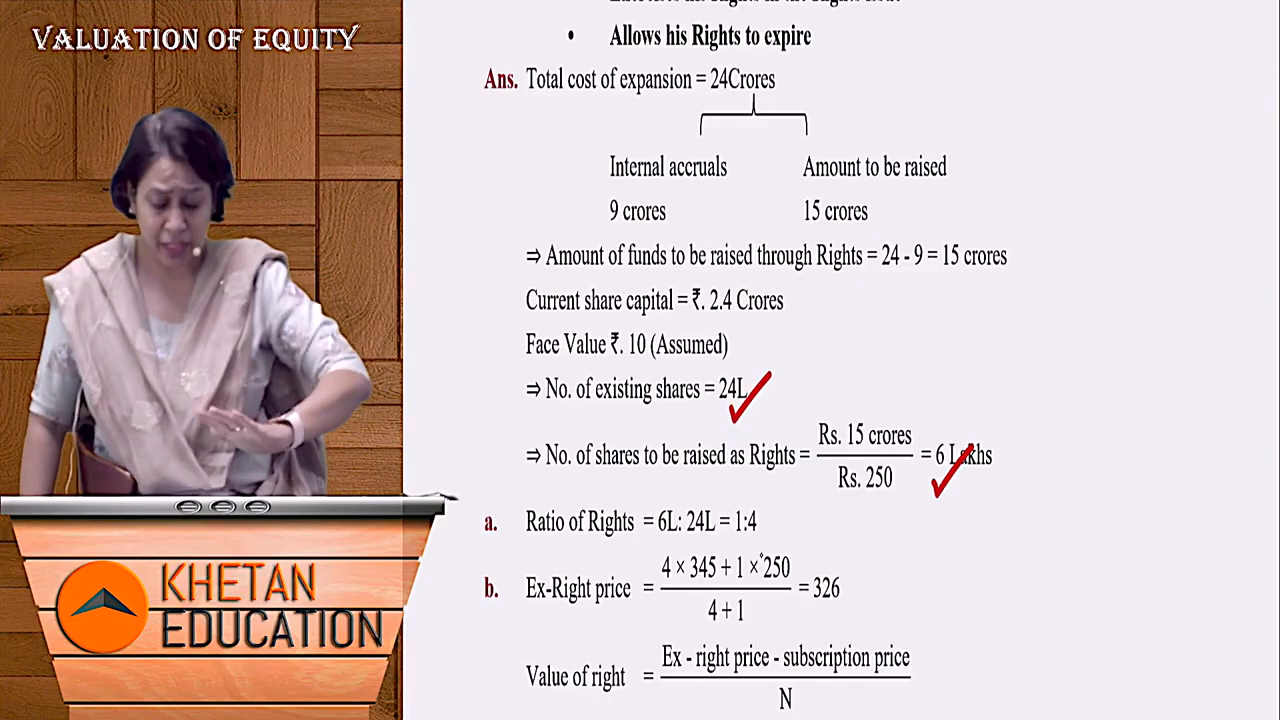 VALUATION OF EQUITY
• Allows his Rights to expire
Ans. Total cost of expansion = 24Crores
Internal accruals Amount to be raised
9 crores 15 crores
⇒ Amount of funds to be raised through Rights = 24 - 9 = 15 crores
Current share capital = ₹. 2.4 Crores
Face Value ₹. 10 (Assumed)
⇒ No. of existing shares = 24L
⇒ No. of shares to be raised as Rights = Rs. 15 crores / Rs. 250 = 6 Lakhs
a. Ratio of Rights = 6L: 24L = 1:4
b. Ex-Right price = 4 × 345 + 1 × 250 / 4 + 1 = 326
Value of right = Ex - right price - subscription price / N
KHETAN
EDUCATION